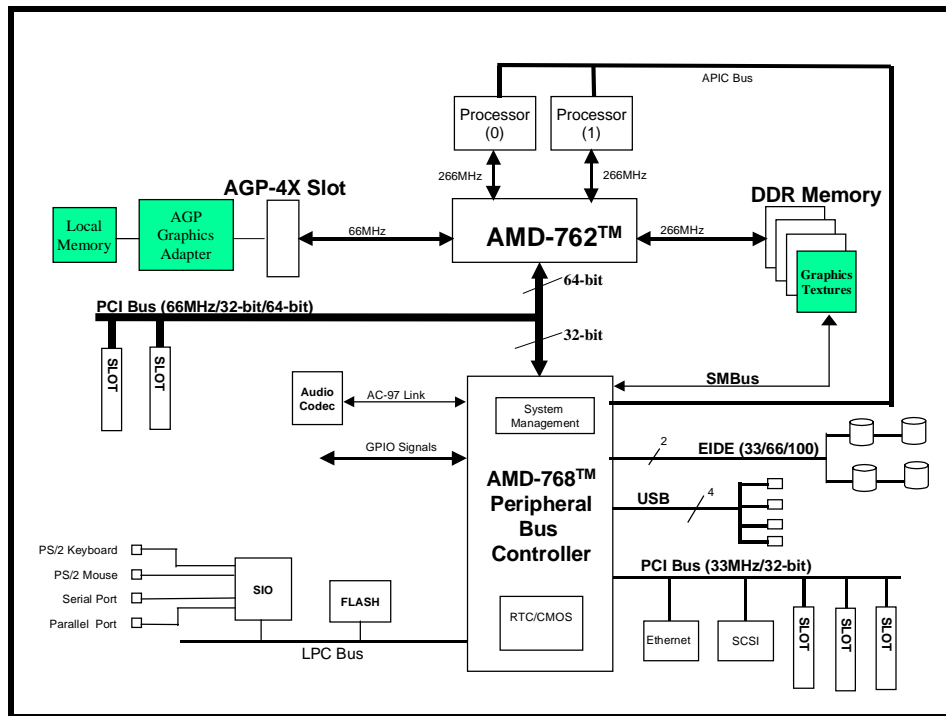 APIC Bus
Processor
(0)
Processor
(1)
266MHz
266MHz
AGP-4X Slot
DDR Memory
Local
Memory
AGP
Graphics
Adapter
66MHz
AMD-762™
266MHz
Graphics
Textures
64-bit
PCI Bus (66MHz/32-bit/64-bit)
32-bit
SLOT
SLOT
SMBus
Audio
Codec
AC-97 Link
System
Management
GPIO Signals
2
EIDE (33/66/100)
AMD-768™
Peripheral
Bus
Controller
USB
4
PS/2 Keyboard
PS/2 Mouse
Serial Port
Parallel Port
SIO
FLASH
PCI Bus (33MHz/32-bit)
RTC/CMOS
Ethernet
SCSI
SLOT
SLOT
SLOT
LPC Bus